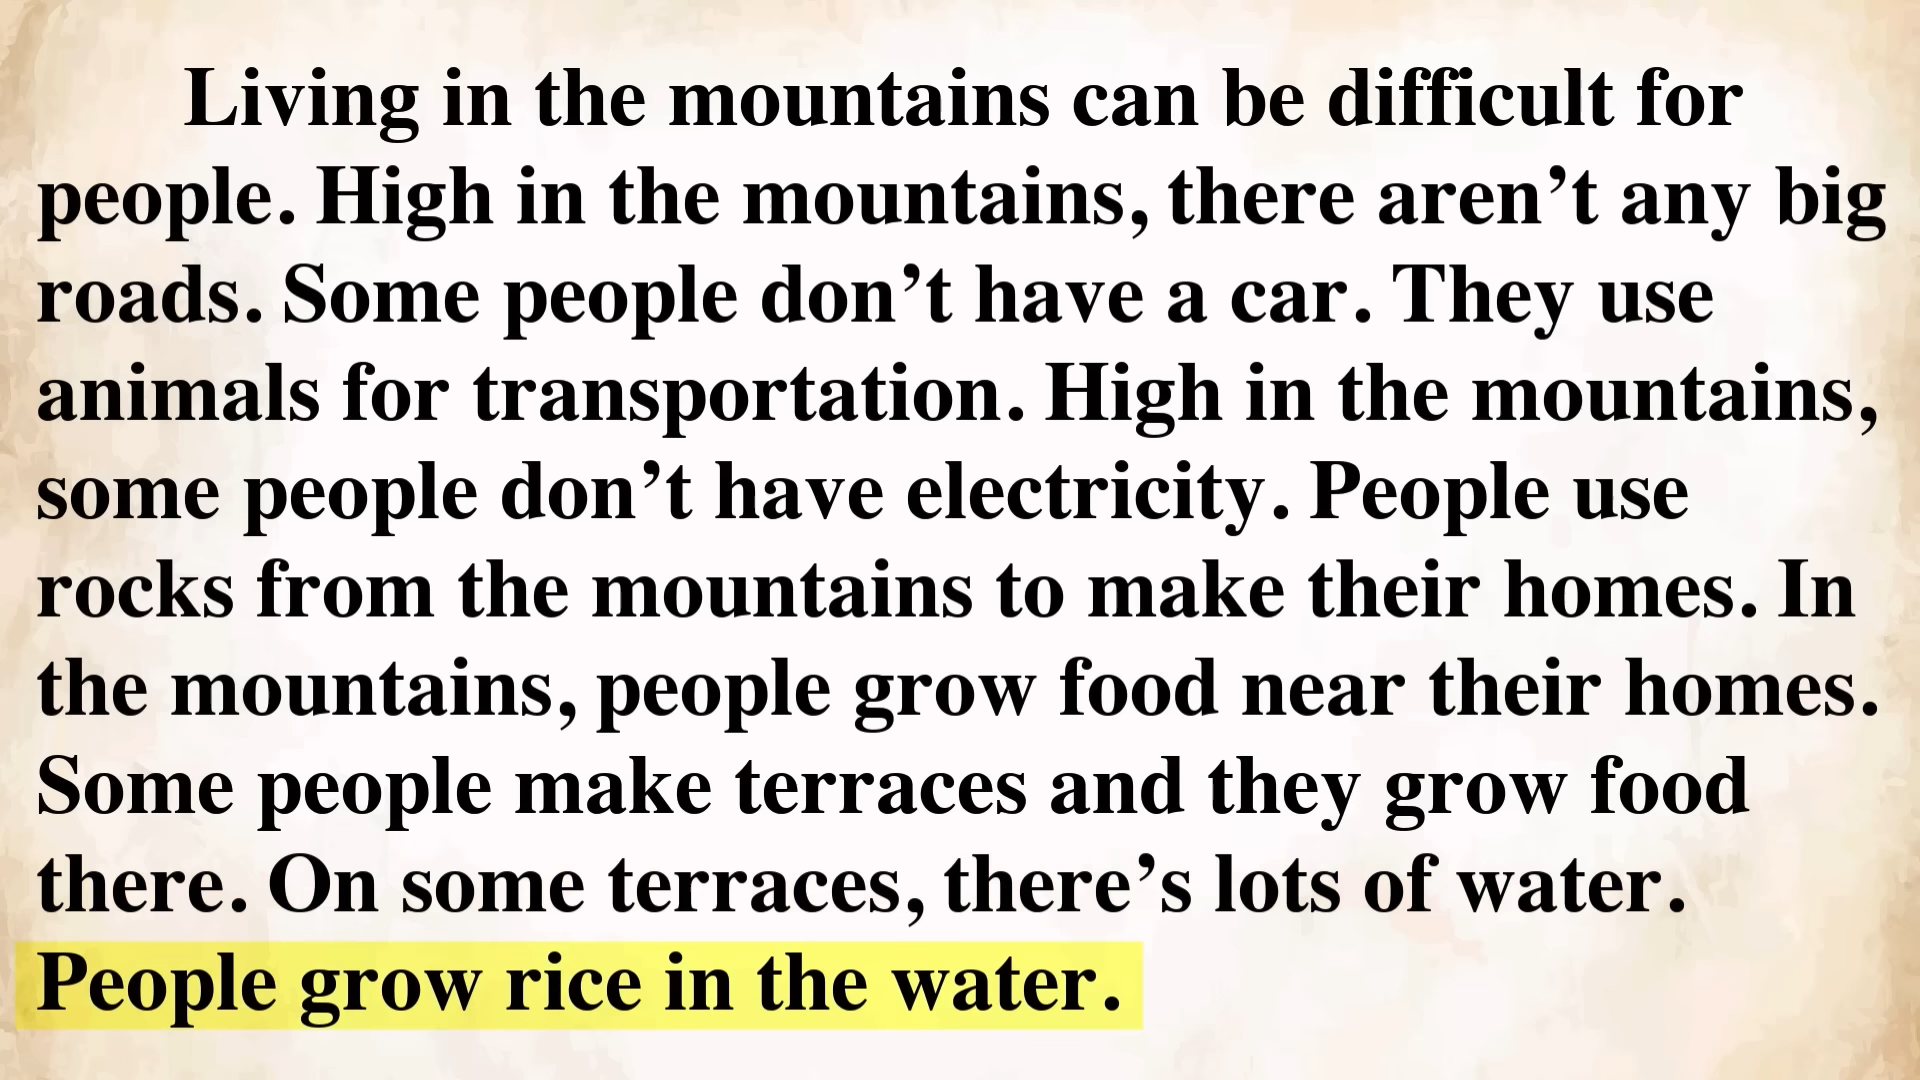 Living in the mountains can be difficult for
people. High in the mountains, there aren’t any big
roads. Some people don’t have a car. They use
animals for transportation. High in the mountains,
some people don’t have electricity. People use
rocks from the mountains to make their homes. In
the mountains, people grow food near their homes.
Some people make terraces and they grow food
there. On some terraces, there’s lots of water.
People grow rice in the water.